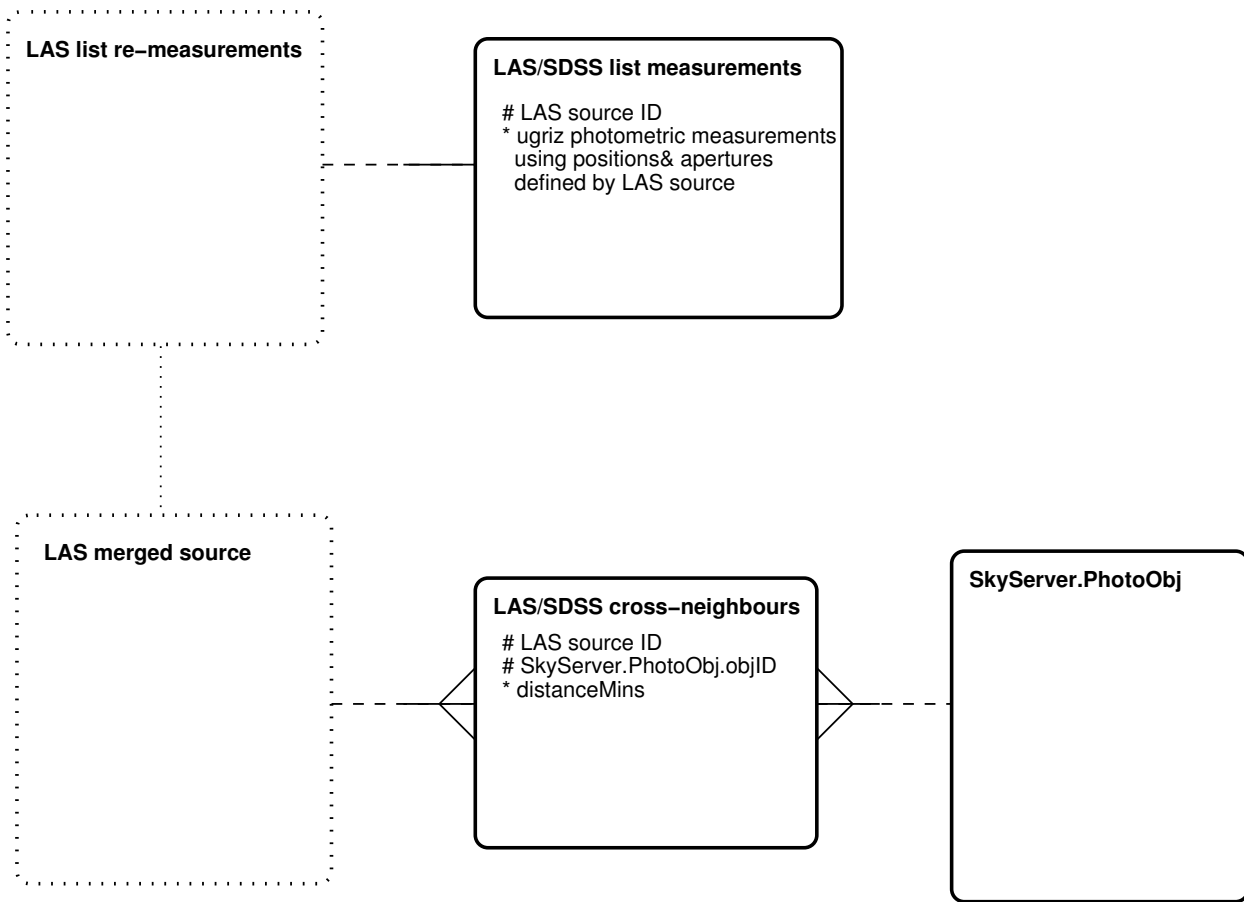 LAS list re−measurements
LAS/SDSS list measurements
# LAS source ID
* ugriz photometric measurements
using positions& apertures
defined by LAS source
LAS merged source
LAS/SDSS cross−neighbours
# LAS source ID
# SkyServer.PhotoObj.objID
* distanceMins
SkyServer.PhotoObj